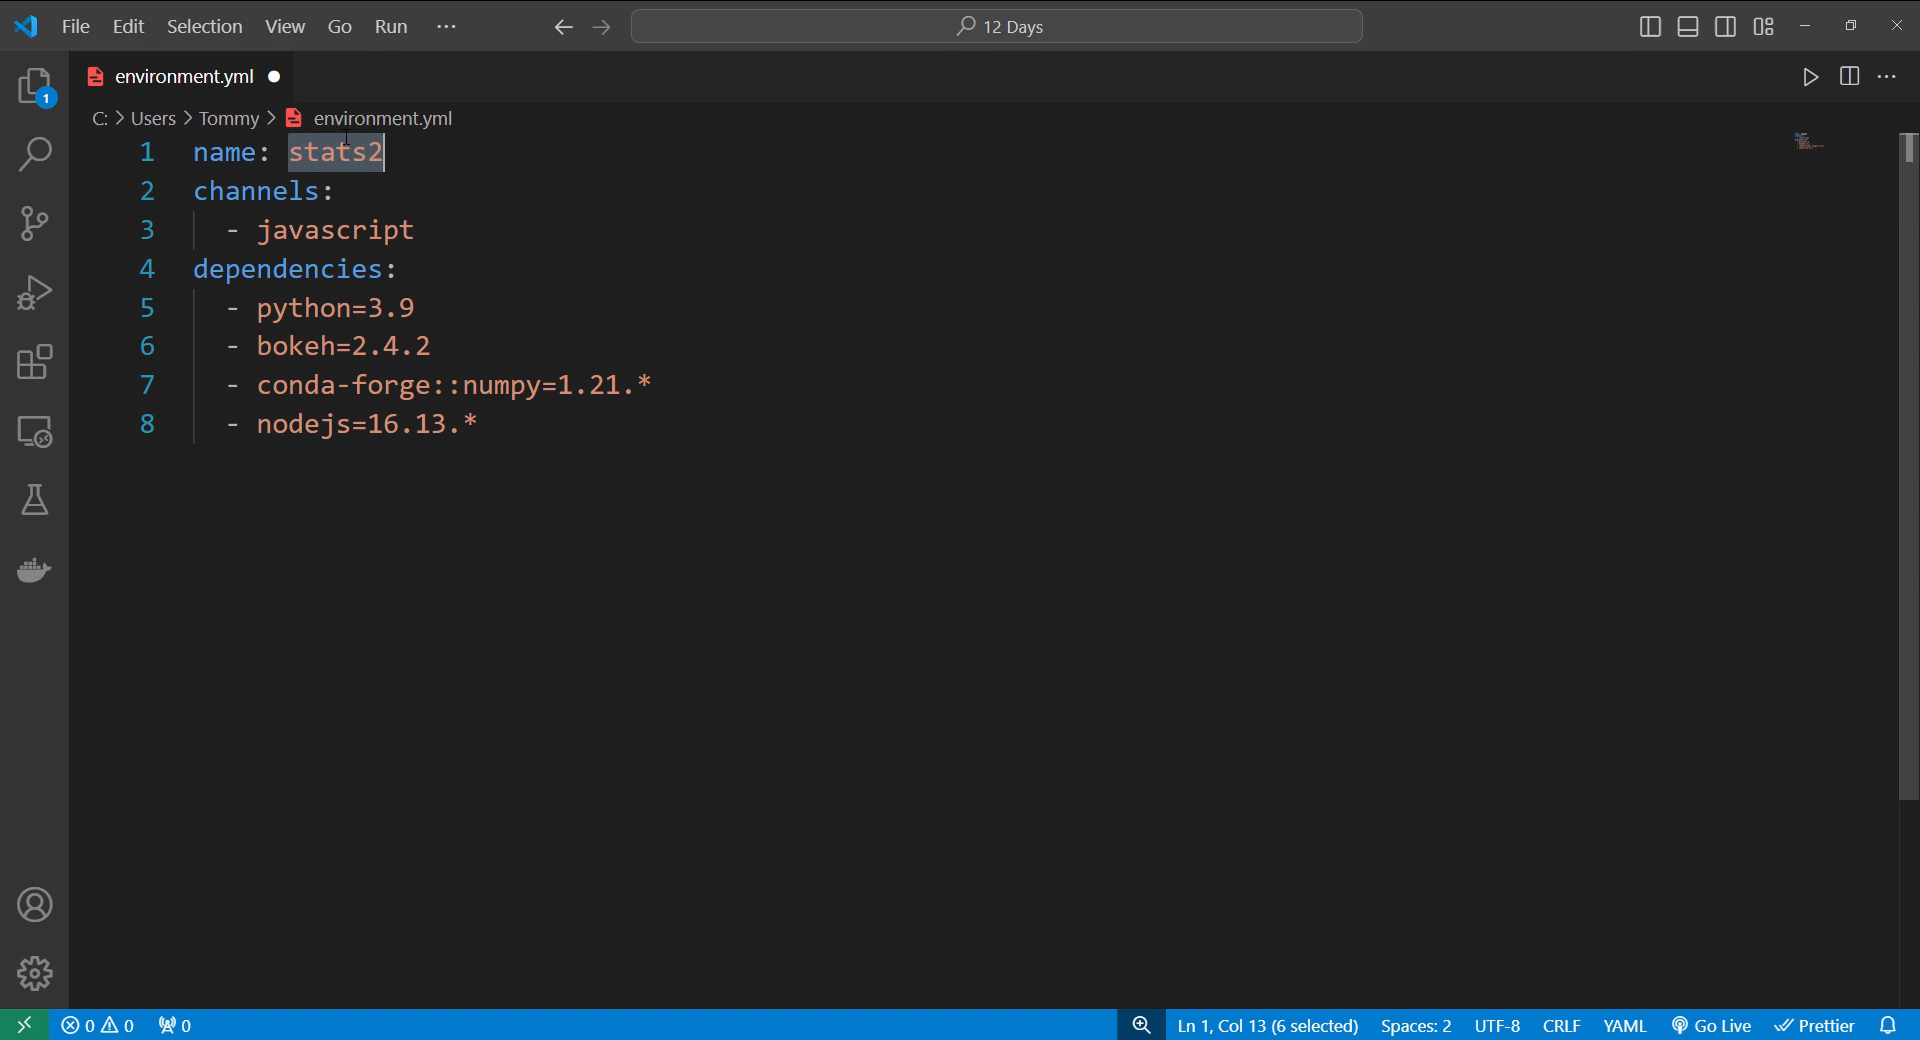 File Edit Selection View Go Run ··· 12 Days
environment.yml
C: > Users > Tommy > environment.yml
1 name: stats2
2 channels:
3 - javascript
4 dependencies:
5 - python=3.9
6 - bokeh=2.4.2
7 - conda-forge::numpy=1.21.*
8 - nodejs=16.13.*
1
0 0 0 Ln 1, Col 13 (6 selected) Spaces: 2 UTF-8 CRLF YAML Go Live Prettier